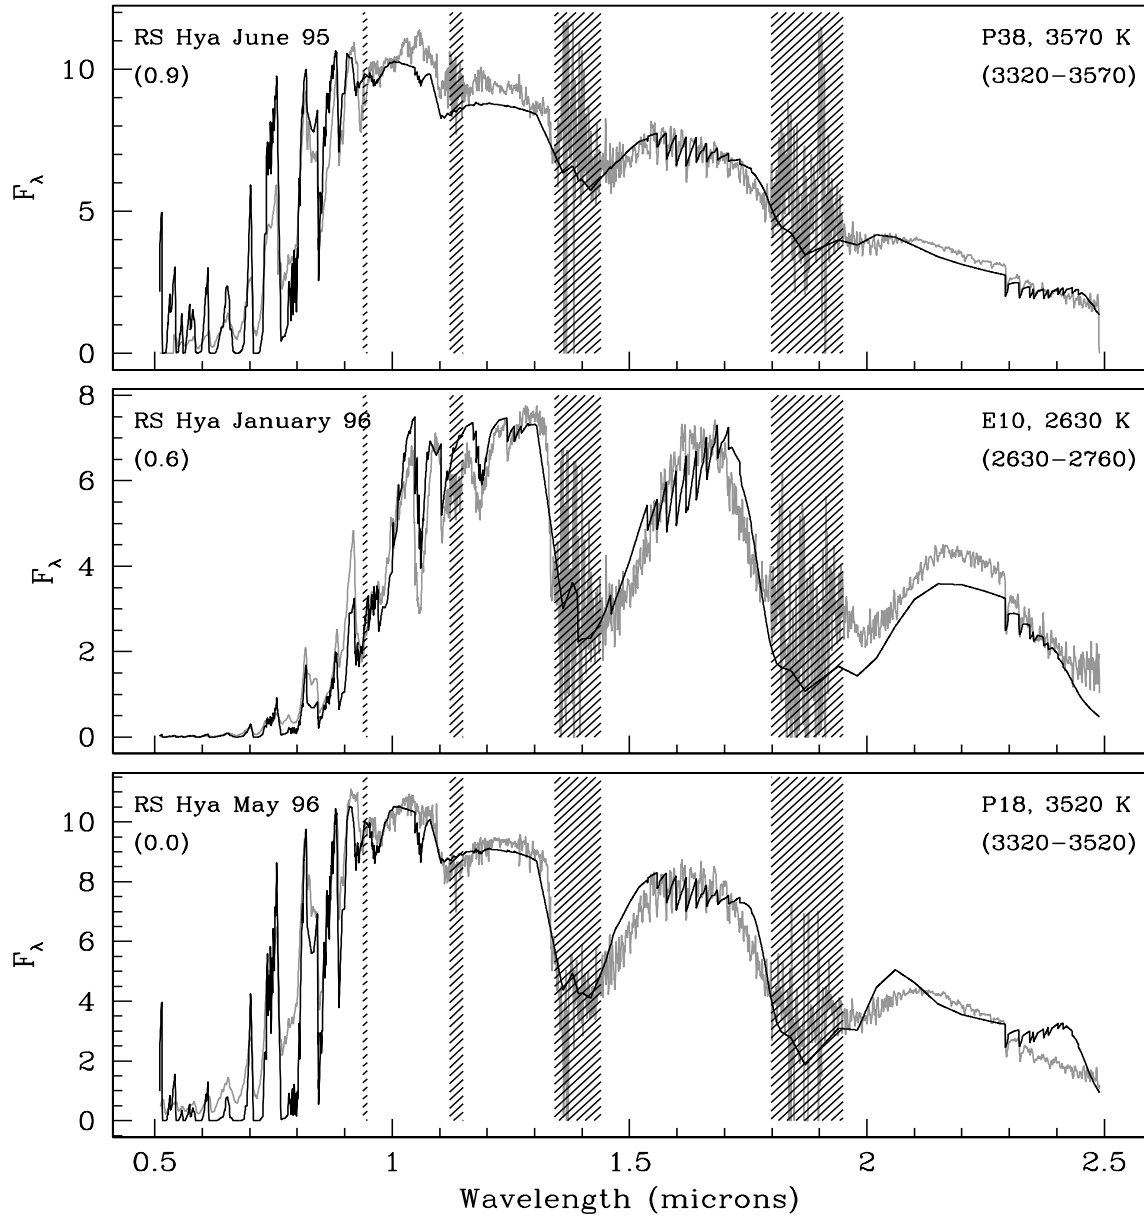 RS Hya June 95
(0.9)
P38, 3570 K
(3320−3570)
10
5
0
F λ
RS Hya January 96
(0.6)
E10, 2630 K
(2630−2760)
8
6
4
2
0
F λ
RS Hya May 96
(0.0)
P18, 3520 K
(3320−3520)
10
8
6
4
2
0
F λ
0.5 1 1.5 2 2.5
Wavelength (microns)